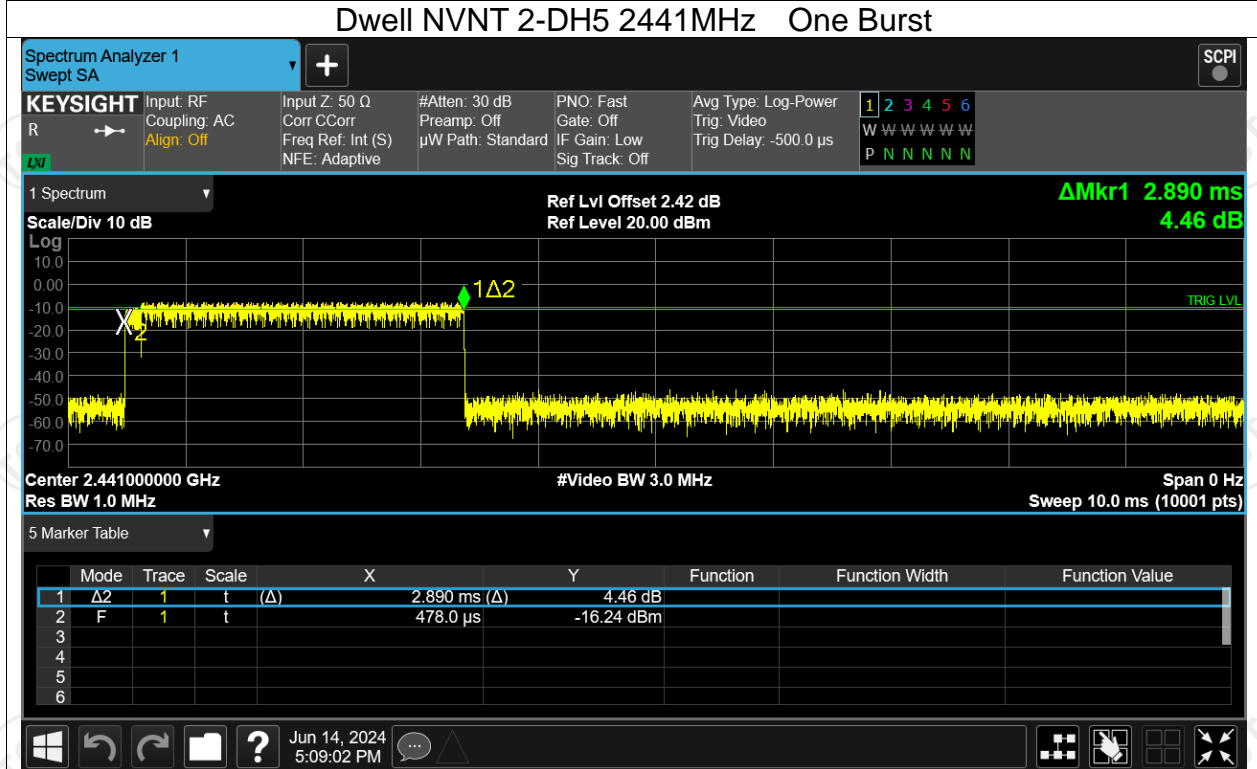 Dwell NVNT 2-DH5 2441MHz One Burst
Spectrum Analyzer 1
Swept SA
SCPI
KEYSIGHT
R
LXI
Input: RF
Coupling: AC
Align: Off
Input Z: 50 Ω
Corr CCorr
Freq Ref: Int (S)
NFE: Adaptive
#Atten: 30 dB
Preamp: Off
µW Path: Standard
PNO: Fast
Gate: Off
IF Gain: Low
Sig Track: Off
Avg Type: Log-Power
Trig: Video
Trig Delay: -500.0 µs
1 2 3 4 5 6
W W W W W W
P N N N N N
1 Spectrum
Scale/Div 10 dB
Ref Lvl Offset 2.42 dB
Ref Level 20.00 dBm
ΔMkr1 2.890 ms
4.46 dB
Log
10.0
0.00
-10.0
-20.0
-30.0
-40.0
-50.0
-60.0
-70.0
1Δ2
2
TRIG LVL
Center 2.441000000 GHz
#Video BW 3.0 MHz
Span 0 Hz
Res BW 1.0 MHz
Sweep 10.0 ms (10001 pts)
5 Marker Table
Mode Trace Scale X Y Function Function Width Function Value
1 Δ2 1 t (Δ) 2.890 ms (Δ) 4.46 dB
2 F 1 t 478.0 µs -16.24 dBm
3
4
5
6
?
Jun 14, 2024
5:09:02 PM